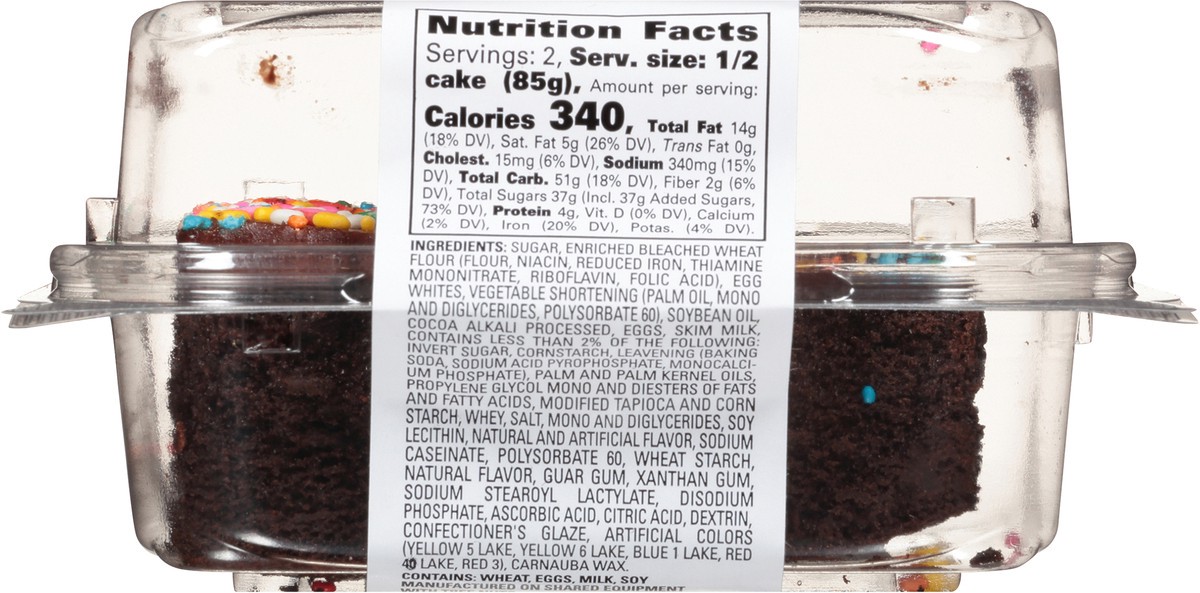 Nutrition Facts
Servings: 2, Serv. size: 1/2
cake (85g), Amount per serving:
Calories 340, Total Fat 14g
(18% DV), Sat. Fat 5g (26% DV), Trans Fat 0g,
Cholest. 15mg (6% DV), Sodium 340mg (15%
DV), Total Carb. 51g (18% DV), Fiber 2g (6%
DV), Total Sugars 37g (Incl. 37g Added Sugars,
73% DV), Protein 4g, Vit. D (0% DV), Calcium
(2% DV), Iron (20% DV), Potas. (4% DV).
INGREDIENTS: SUGAR, ENRICHED BLEACHED WHEAT
FLOUR (FLOUR, NIACIN, REDUCED IRON, THIAMINE
MONONITRATE, RIBOFLAVIN, FOLIC ACID), EGG
WHITES, VEGETABLE SHORTENING (PALM OIL, MONO
AND DIGLYCERIDES, POLYSORBATE 60), SOYBEAN OIL,
COCOA ALKALI PROCESSED, EGGS, SKIM MILK,
CONTAINS LESS THAN 2% OF THE FOLLOWING:
INVERT SUGAR, CORNSTARCH, LEAVENING (BAKING
SODA, SODIUM ACID PYROPHOSPHATE, MONOCALCI-
UM PHOSPHATE), PALM AND PALM KERNEL OILS,
PROPYLENE GLYCOL MONO AND DIESTERS OF FATS
AND FATTY ACIDS, MODIFIED TAPIOCA AND CORN
STARCH, WHEY, SALT, MONO AND DIGLYCERIDES, SOY
LECITHIN, NATURAL AND ARTIFICIAL FLAVOR, SODIUM
CASEINATE, POLYSORBATE 60, WHEAT STARCH,
NATURAL FLAVOR, GUAR GUM, XANTHAN GUM,
SODIUM STEAROYL LACTYLATE, DISODIUM
PHOSPHATE, ASCORBIC ACID, CITRIC ACID, DEXTRIN,
CONFECTIONER'S GLAZE, ARTIFICIAL COLORS
(YELLOW 5 LAKE, YELLOW 6 LAKE, BLUE 1 LAKE, RED
40 LAKE, RED 3), CARNAUBA WAX.
CONTAINS: WHEAT, EGGS, MILK, SOY
MANUFACTURED ON SHARED EQUIPMENT